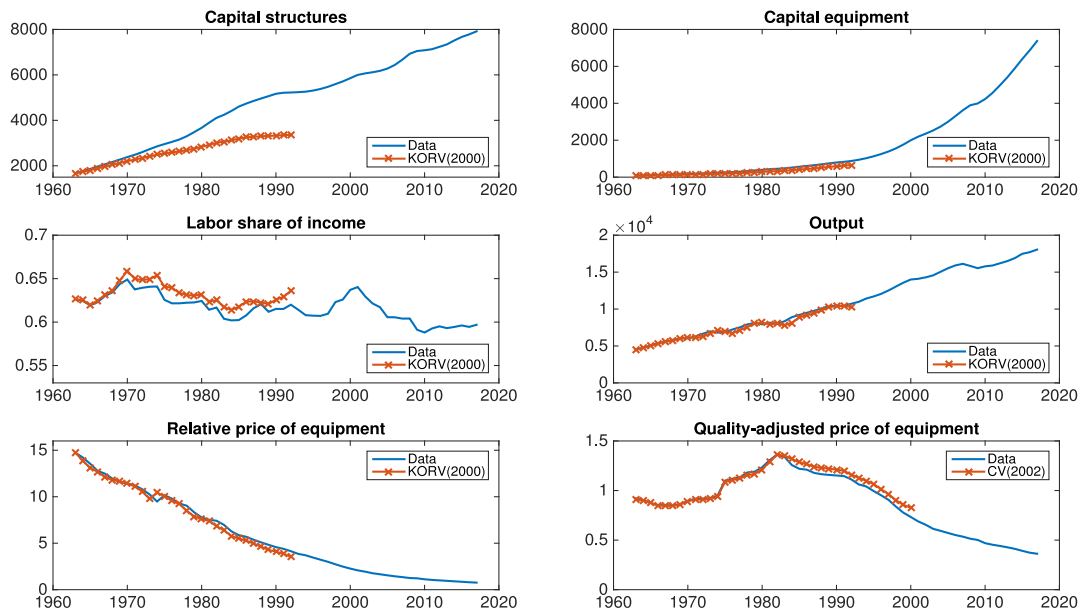 Capital structures
8000
6000
4000
2000
Data
KORV(2000)
1960 1970 1980 1990 2000 2010 2020
Capital equipment
8000
6000
4000
2000
0
Data
KORV(2000)
1960 1970 1980 1990 2000 2010 2020
Labor share of income
0.7
0.65
0.6
0.55
Data
KORV(2000)
1960 1970 1980 1990 2000 2010 2020
Output
×10⁴
2
1.5
1
0.5
0
Data
KORV(2000)
1960 1970 1980 1990 2000 2010 2020
Relative price of equipment
15
10
5
0
Data
KORV(2000)
1960 1970 1980 1990 2000 2010 2020
Quality-adjusted price of equipment
1.5
1
0.5
0
Data
CV(2002)
1960 1970 1980 1990 2000 2010 2020